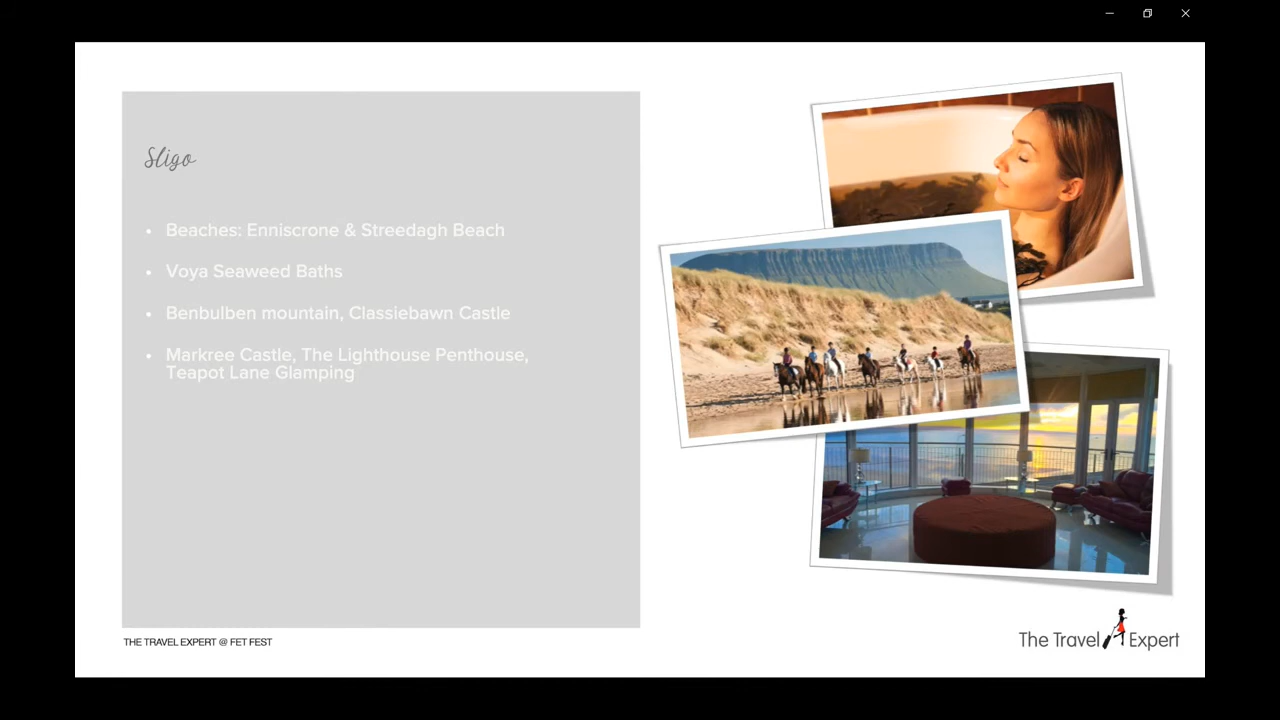 Sligo
• Beaches: Enniscrone & Streedagh Beach
• Voya Seaweed Baths
• Benbulben mountain, Classiebawn Castle
• Markree Castle, The Lighthouse Penthouse,
Teapot Lane Glamping
THE TRAVEL EXPERT @ FET FEST
The Travel Expert